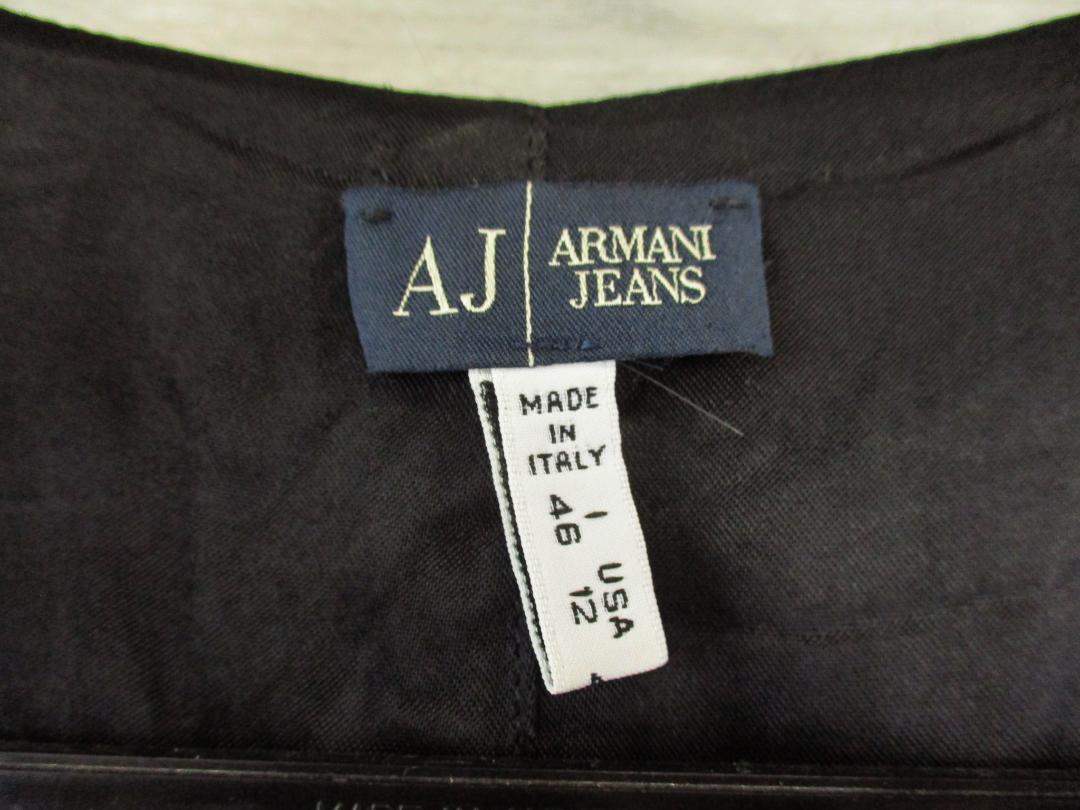 AJ
ARMANI
JEANS
MADE
IN
ITALY
I
46
USA
12